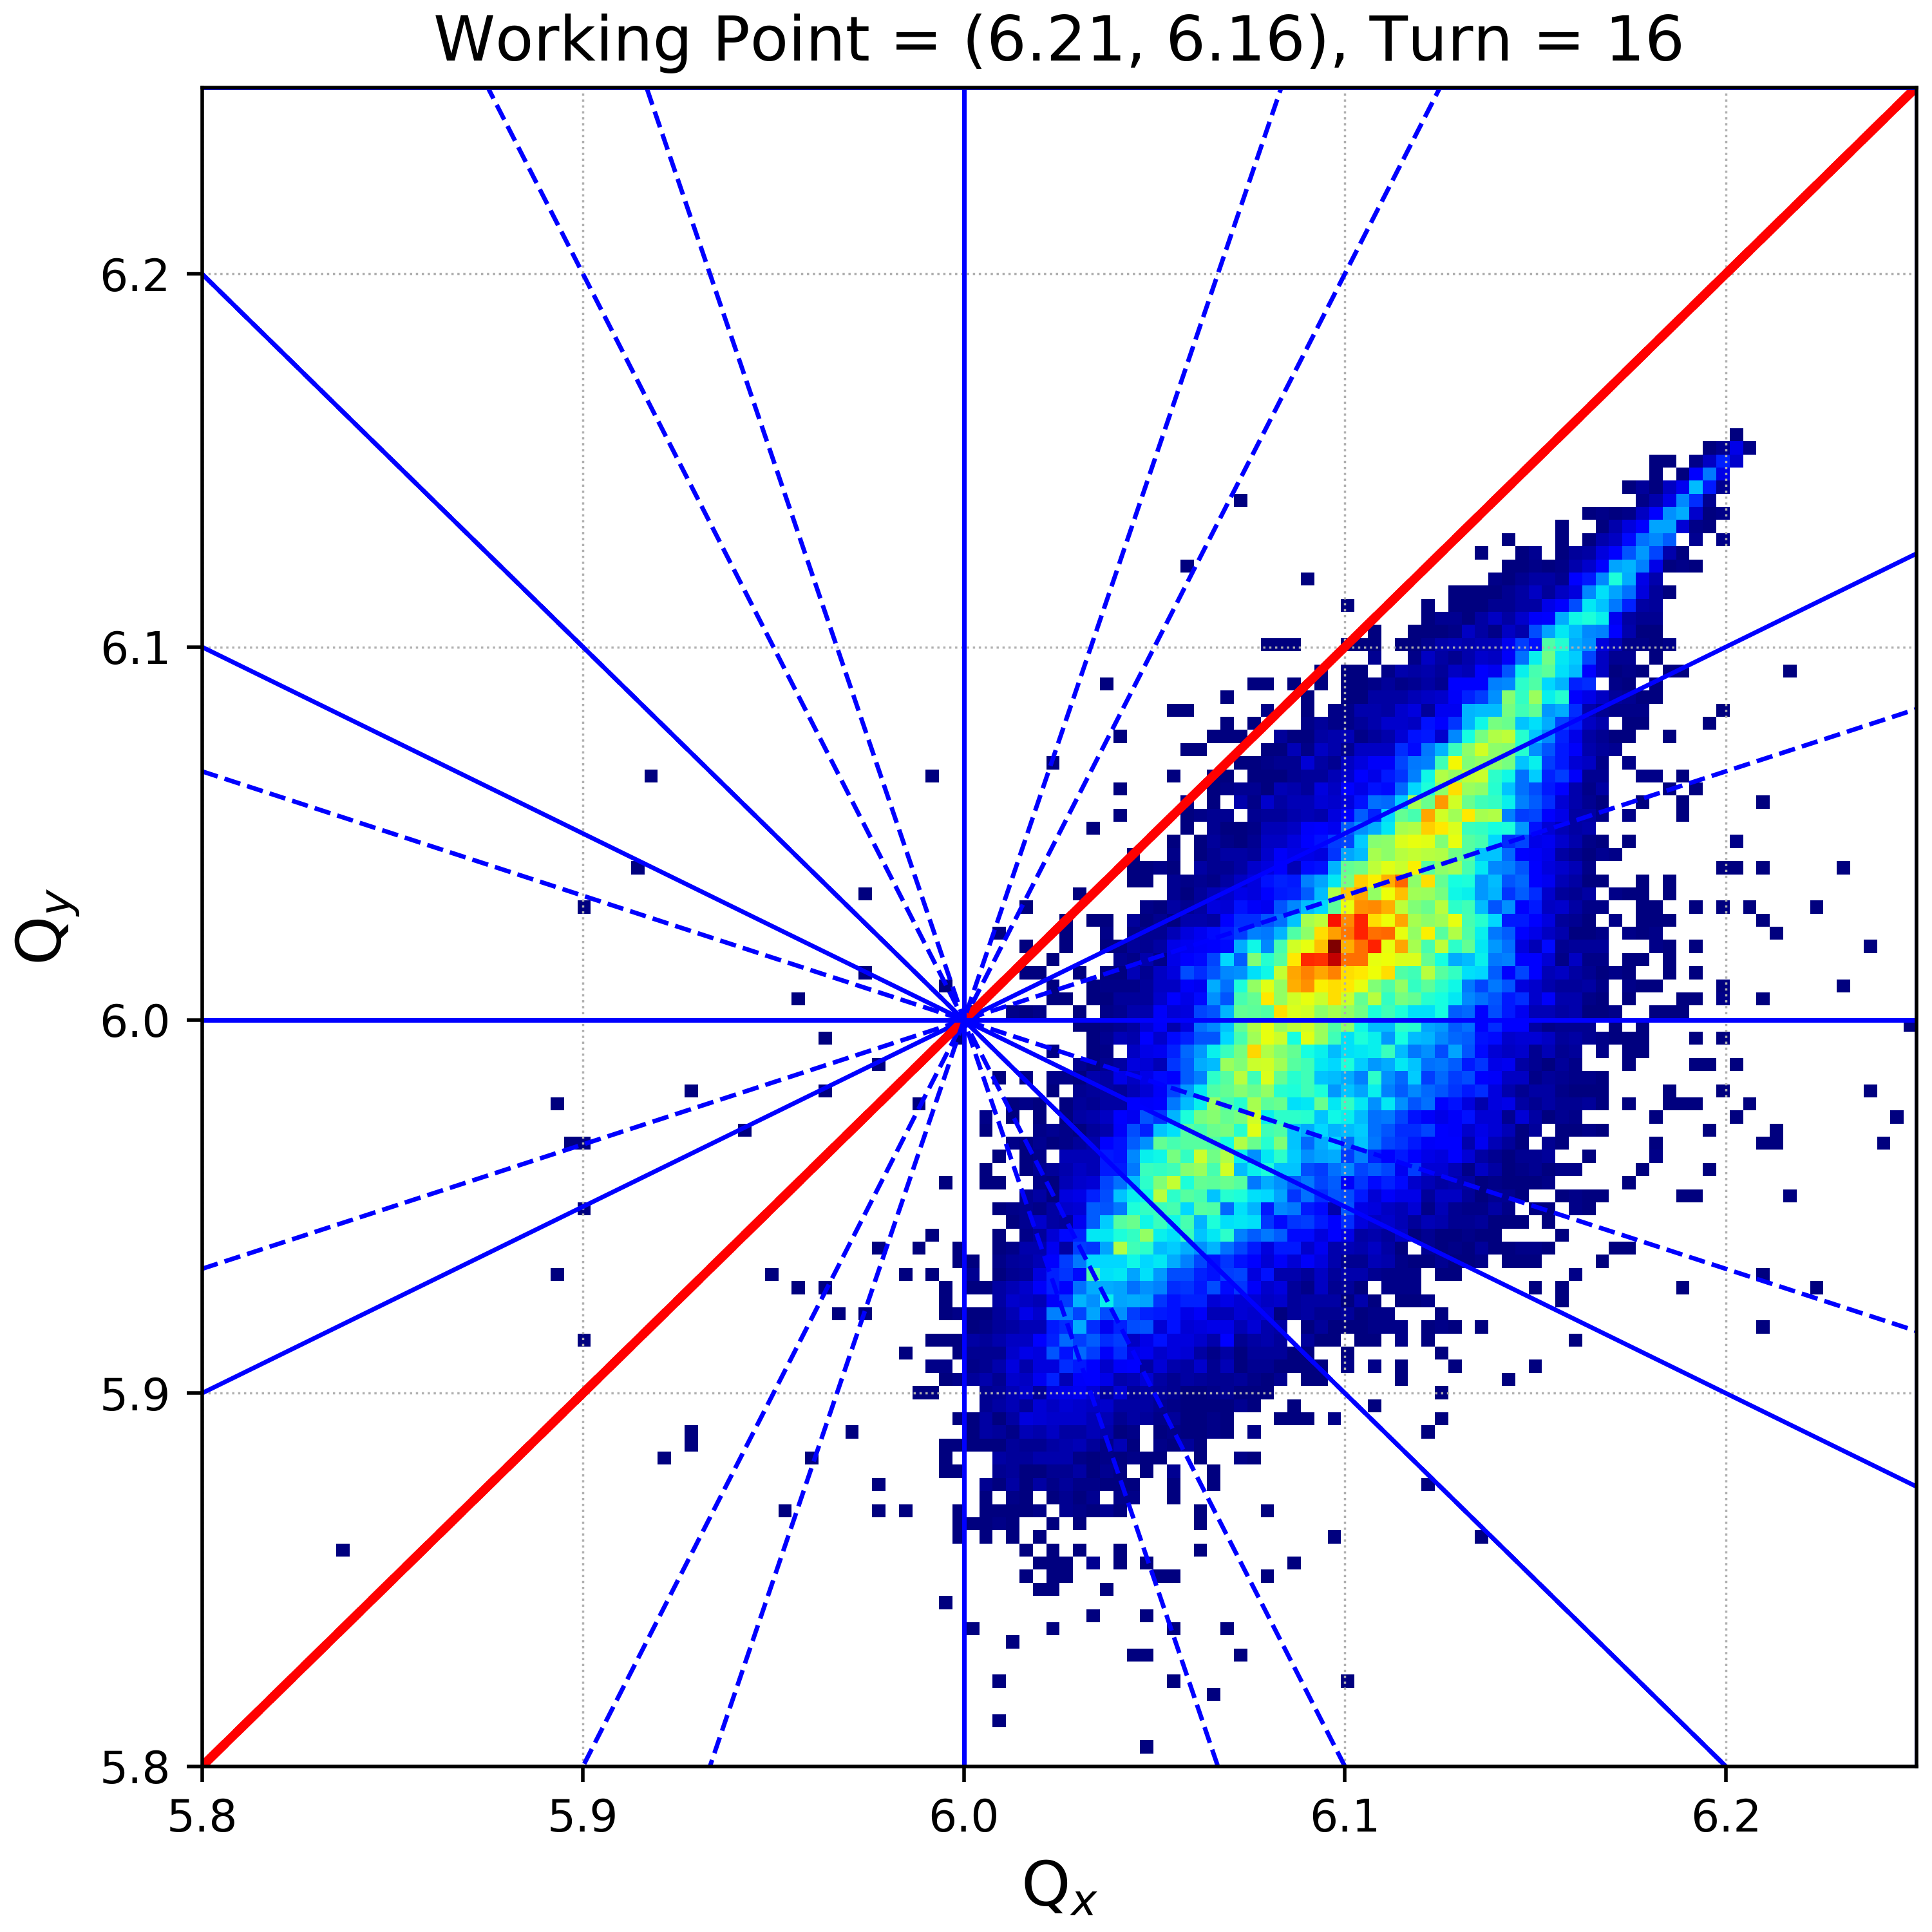 Working Point = (6.21, 6.16), Turn = 16
6.2
6.1
6.0
5.9
5.8
Qy
5.8 5.9 6.0 6.1 6.2
Qx